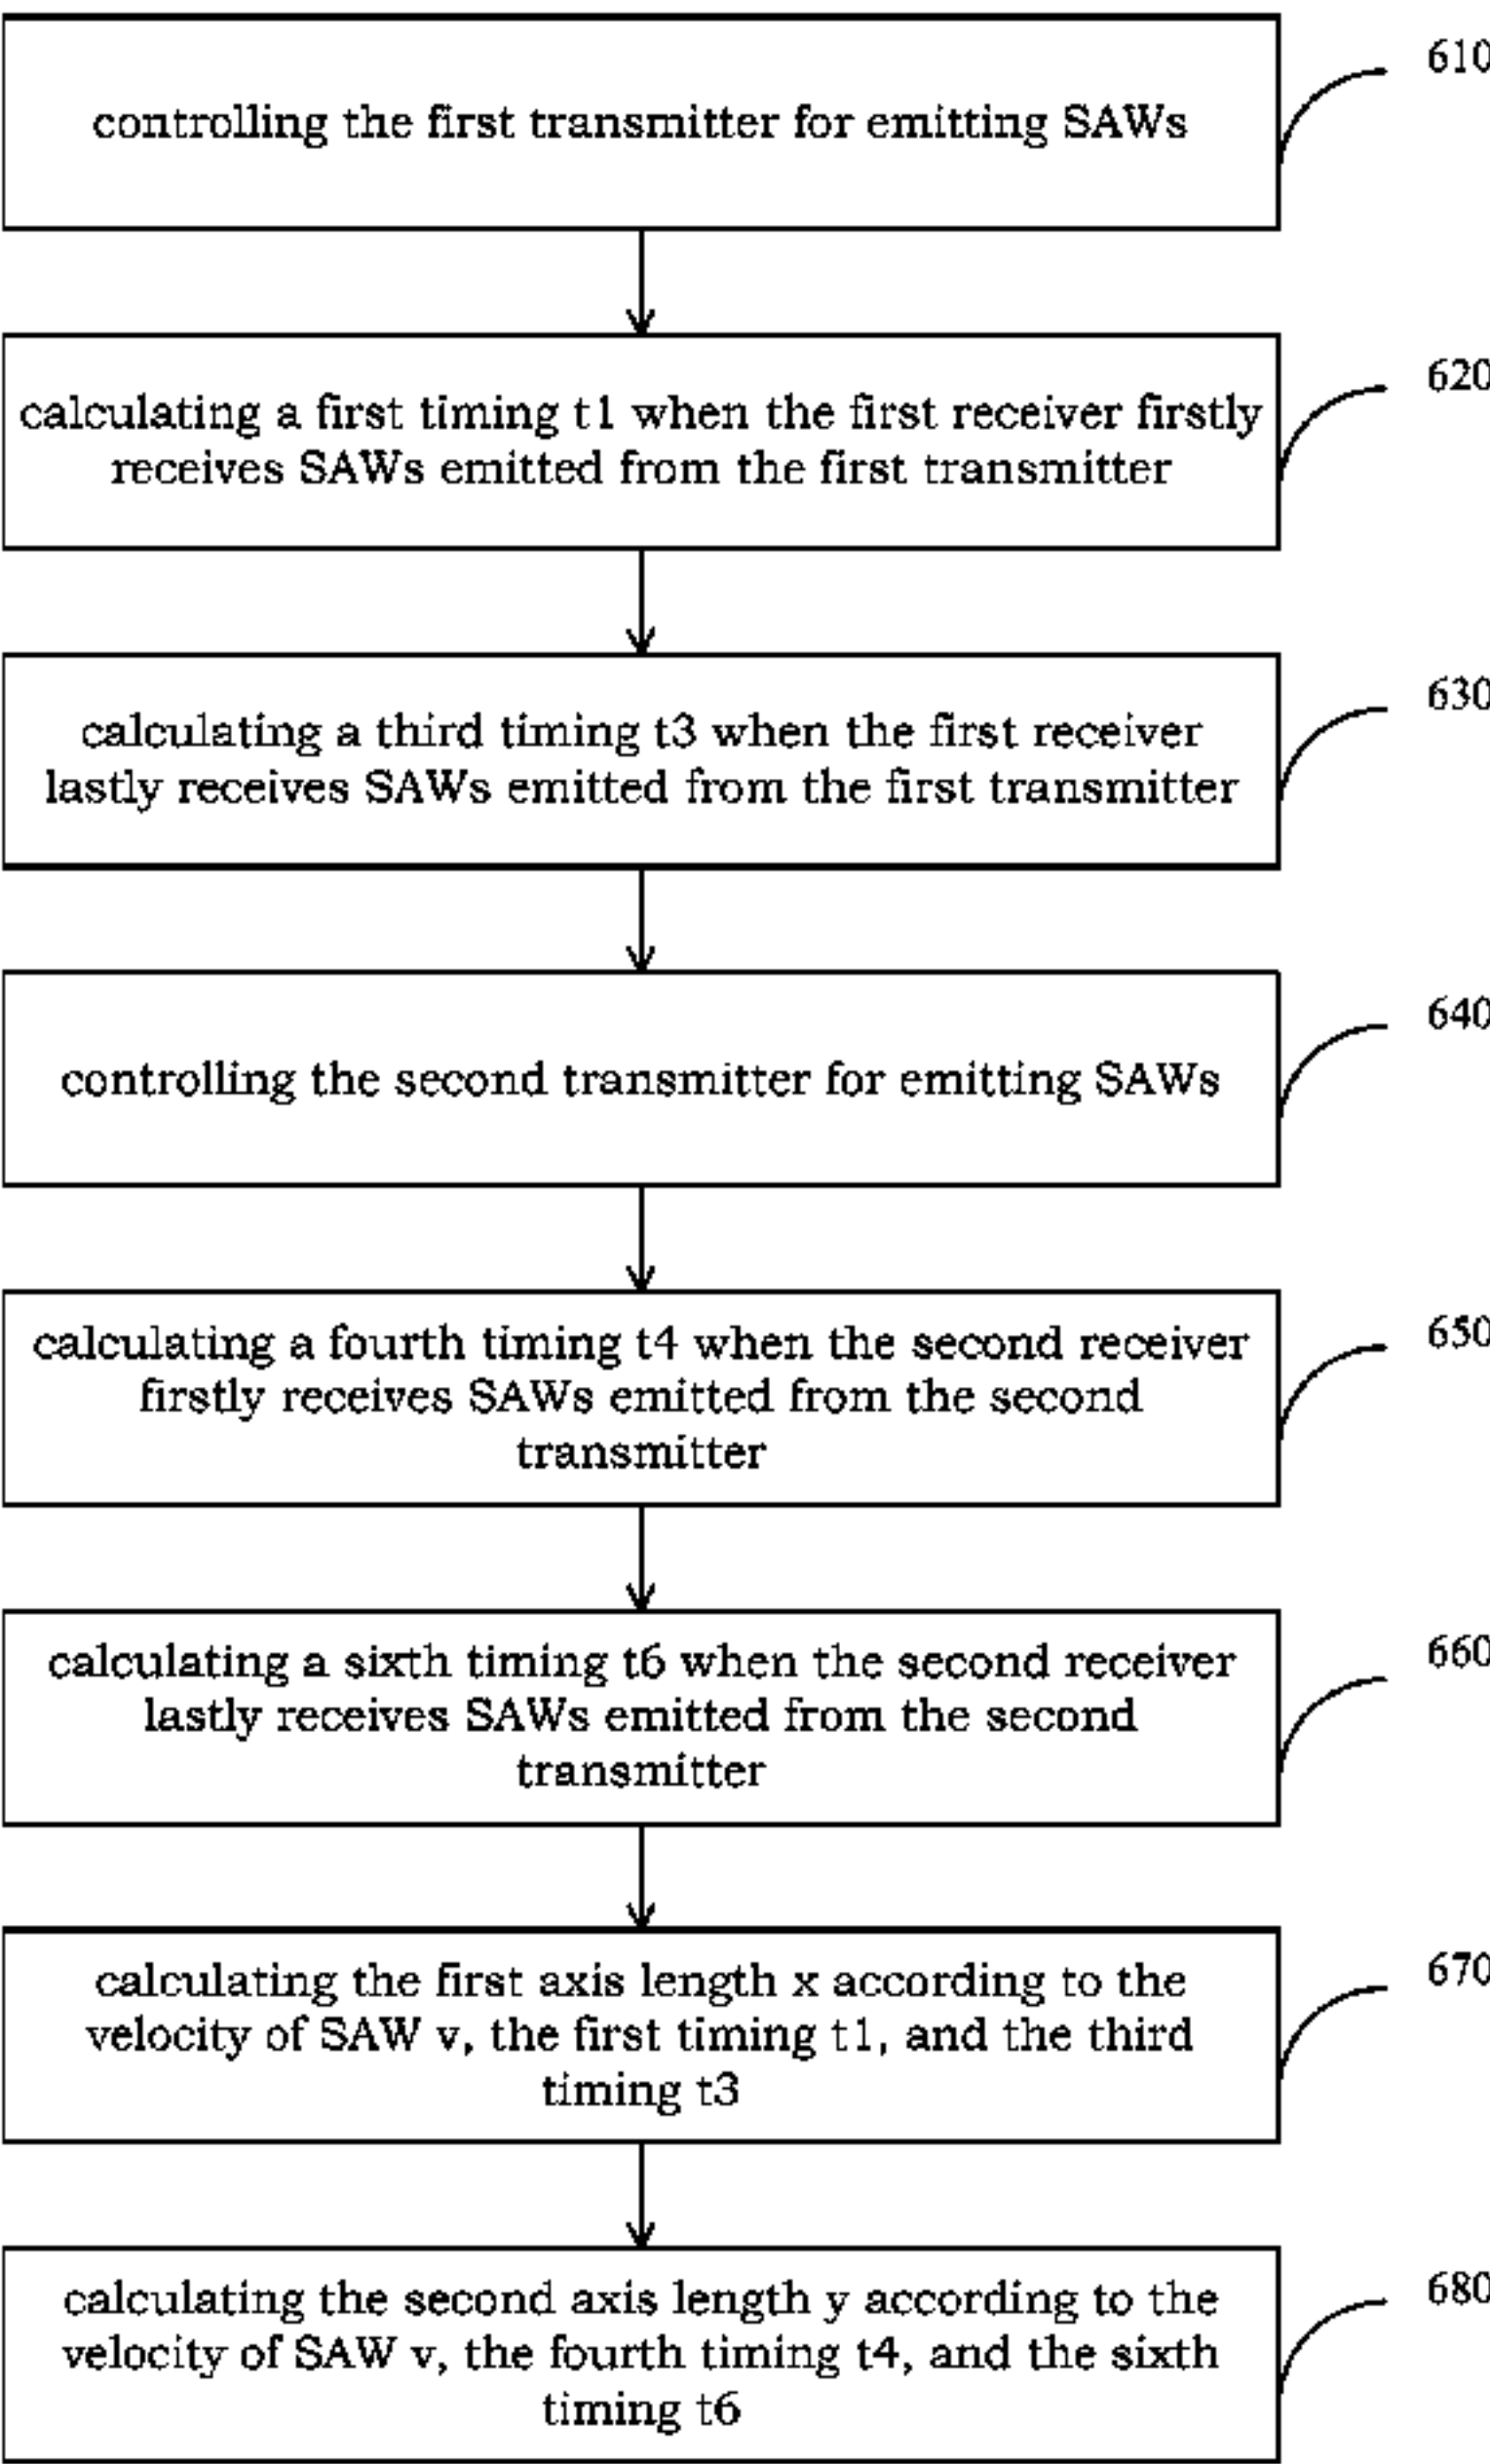 610
controlling the first transmitter for emitting SAWs
620
calculating a first timing t1 when the first receiver firstly
receives SAWs emitted from the first transmitter
630
calculating a third timing t3 when the first receiver
lastly receives SAWs emitted from the first transmitter
640
controlling the second transmitter for emitting SAWs
650
calculating a fourth timing t4 when the second receiver
firstly receives SAWs emitted from the second
transmitter
660
calculating a sixth timing t6 when the second receiver
lastly receives SAWs emitted from the second
transmitter
670
calculating the first axis length x according to the
velocity of SAW v, the first timing t1, and the third
timing t3
680
calculating the second axis length y according to the
velocity of SAW v, the fourth timing t4, and the sixth
timing t6